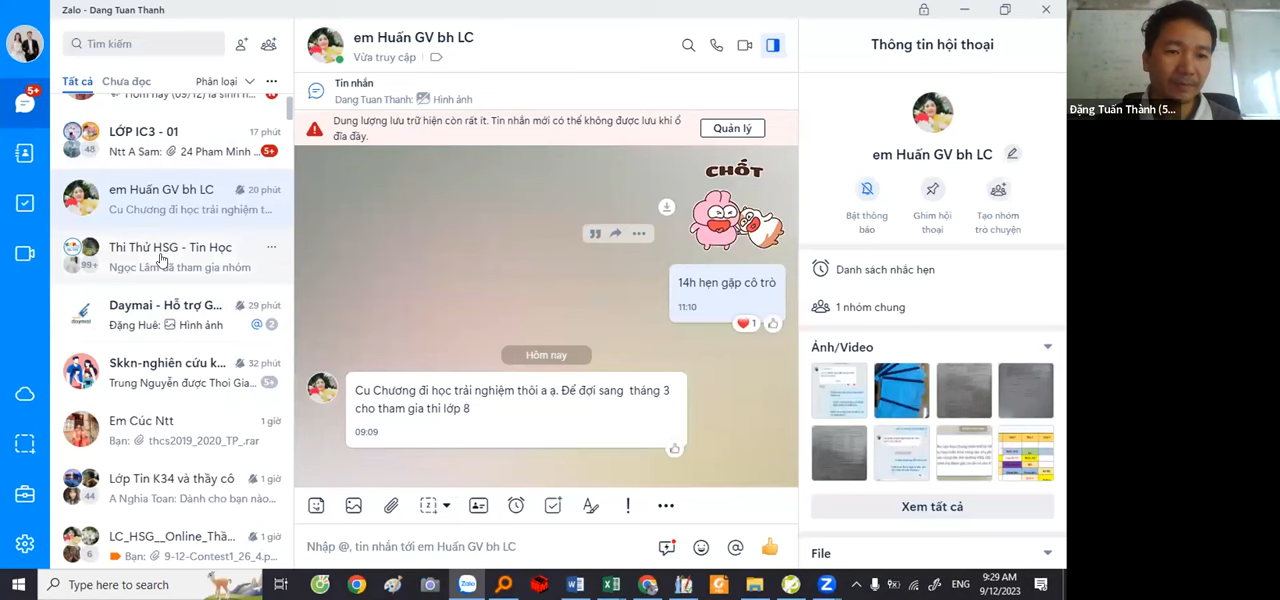 Zalo - Dang Tuan Thanh
Tìm kiếm
Tất cả
Chưa đọc
Phân loại
5+
Hôm nay (09/12) là sinh
LỚP IC3 - 01
17 phút
Ntt A Sam: 24 Pham Minh ...
5+
48
em Huấn GV bh LC
20 phút
Cu Chương đi học trải nghiệm t...
Thi Thử HSG - Tin Học
Ngọc Lâm đã tham gia nhóm
99+
Daymai - Hỗ trợ G...
29 phút
daymai
Đặng Huê: Hình ảnh
@ 2
Skkn-nghiên cứu k...
32 phút
Trung Nguyễn được Thoi Gia...
5+
Em Cúc Ntt
1 giờ
Bạn: thcs2019_2020_TP_.rar
Lớp Tin K34 và thầy, cô
1 giờ
A Nghia Toan: Dành cho bạn nào...
44
LC_HSG__Online_Thầ...
1 giờ
Bạn: 9-12-Contest1_26_4.p...
6
em Huấn GV bh LC
Vừa truy cập
Tin nhắn
Dang Tuan Thanh: Hình ảnh
Dung lượng lưu trữ hiện còn rất ít. Tin nhắn mới có thể không được lưu khi ổ
đĩa đầy.
Quản lý
CHỐT
14h hẹn gặp cô trò
11:10
1
Hôm nay
Cu Chương đi học trải nghiệm thôi a ạ. Để đợi sang tháng 3
cho tham gia thi lớp 8
09:09
Nhập @, tin nhắn tới em Huấn GV bh LC
Thông tin hội thoại
em Huấn GV bh LC
Bật thông
báo
Ghim hội
thoại
Tạo nhóm
trò chuyện
Danh sách nhắc hẹn
1 nhóm chung
Ảnh/Video
Xem tất cả
File
Đặng Tuấn Thành (5...
Type here to search
Zalo
ENG
9:29 AM
9/12/2023